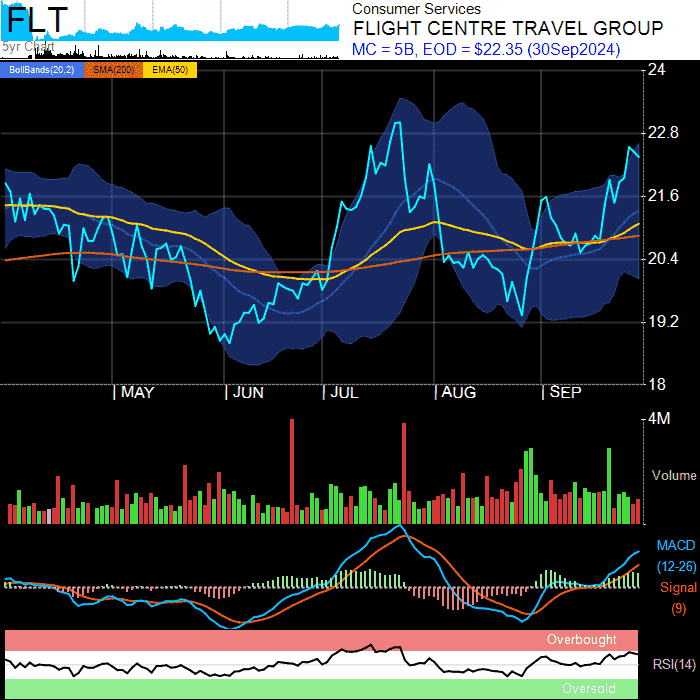 FLT
5yr Chart
Consumer Services
FLIGHT CENTRE TRAVEL GROUP
MC = 5B, EOD = $22.35 (30Sep2024)
BollBands(20,2) SMA(200) EMA(50)
24
22.8
21.6
20.4
19.2
18
MAY JUN JUL AUG SEP
4M
Volume
MACD
(12-26)
Signal
(9)
Overbought
RSI(14)
Oversold